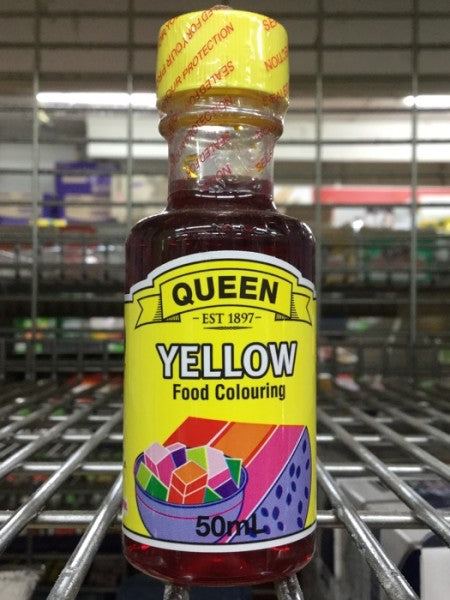 SEALED FOR YOUR PROTECTION
QUEEN
- EST 1897 -
YELLOW
Food Colouring
50mL